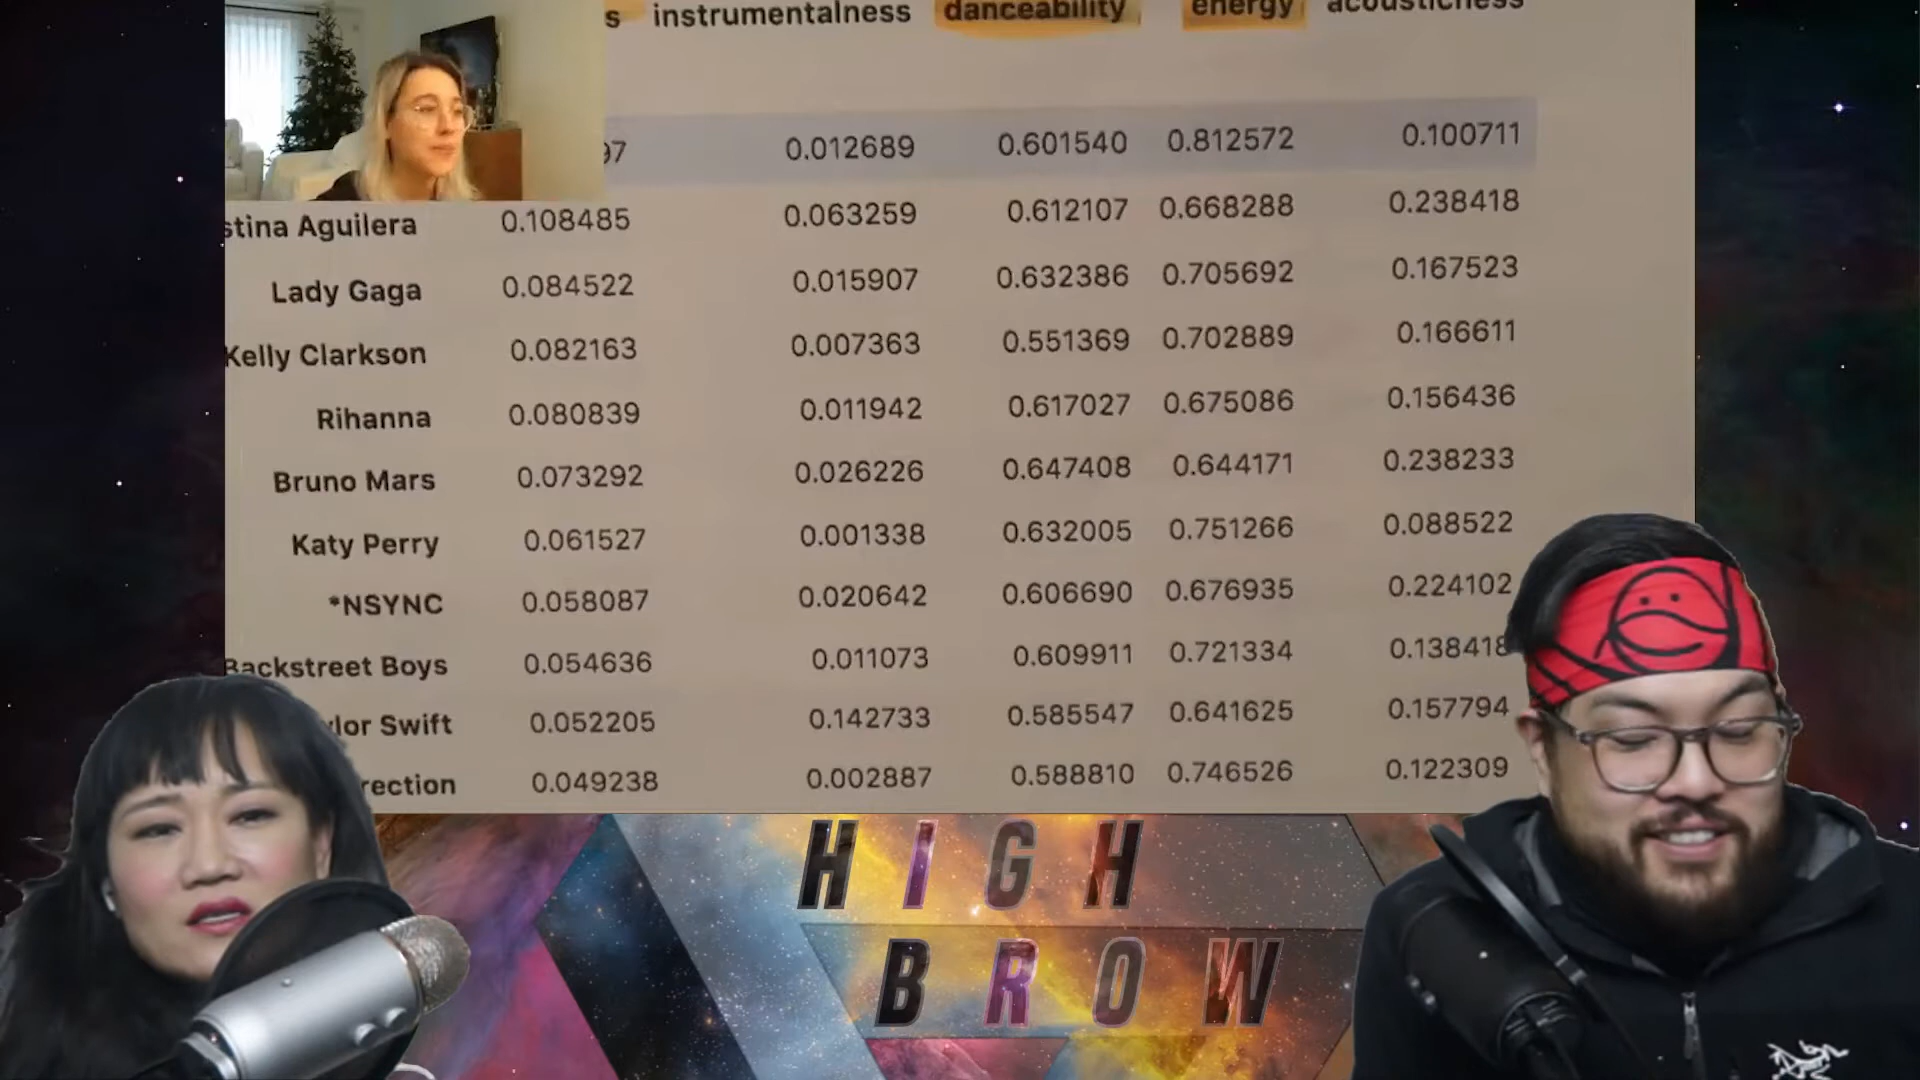 s instrumentalness danceability energy acousticness
97 0.012689 0.601540 0.812572 0.100711
stina Aguilera 0.108485 0.063259 0.612107 0.668288 0.238418
Lady Gaga 0.084522 0.015907 0.632386 0.705692 0.167523
Kelly Clarkson 0.082163 0.007363 0.551369 0.702889 0.166611
Rihanna 0.080839 0.011942 0.617027 0.675086 0.156436
Bruno Mars 0.073292 0.026226 0.647408 0.644171 0.238233
Katy Perry 0.061527 0.001338 0.632005 0.751266 0.088522
*NSYNC 0.058087 0.020642 0.606690 0.676935 0.224102
Backstreet Boys 0.054636 0.011073 0.609911 0.721334 0.138418
ylor Swift 0.052205 0.142733 0.585547 0.641625 0.157794
rection 0.049238 0.002887 0.588810 0.746526 0.122309
HIGH
BROW